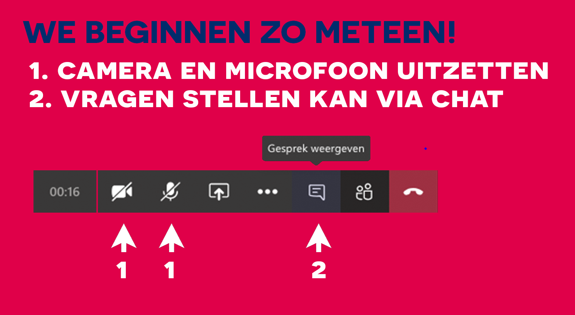 WE BEGINNEN ZO METEEN!
1. CAMERA EN MICROFOON UITZETTEN
2. VRAGEN STELLEN KAN VIA CHAT
Gesprek weergeven
00:16
1 1 2